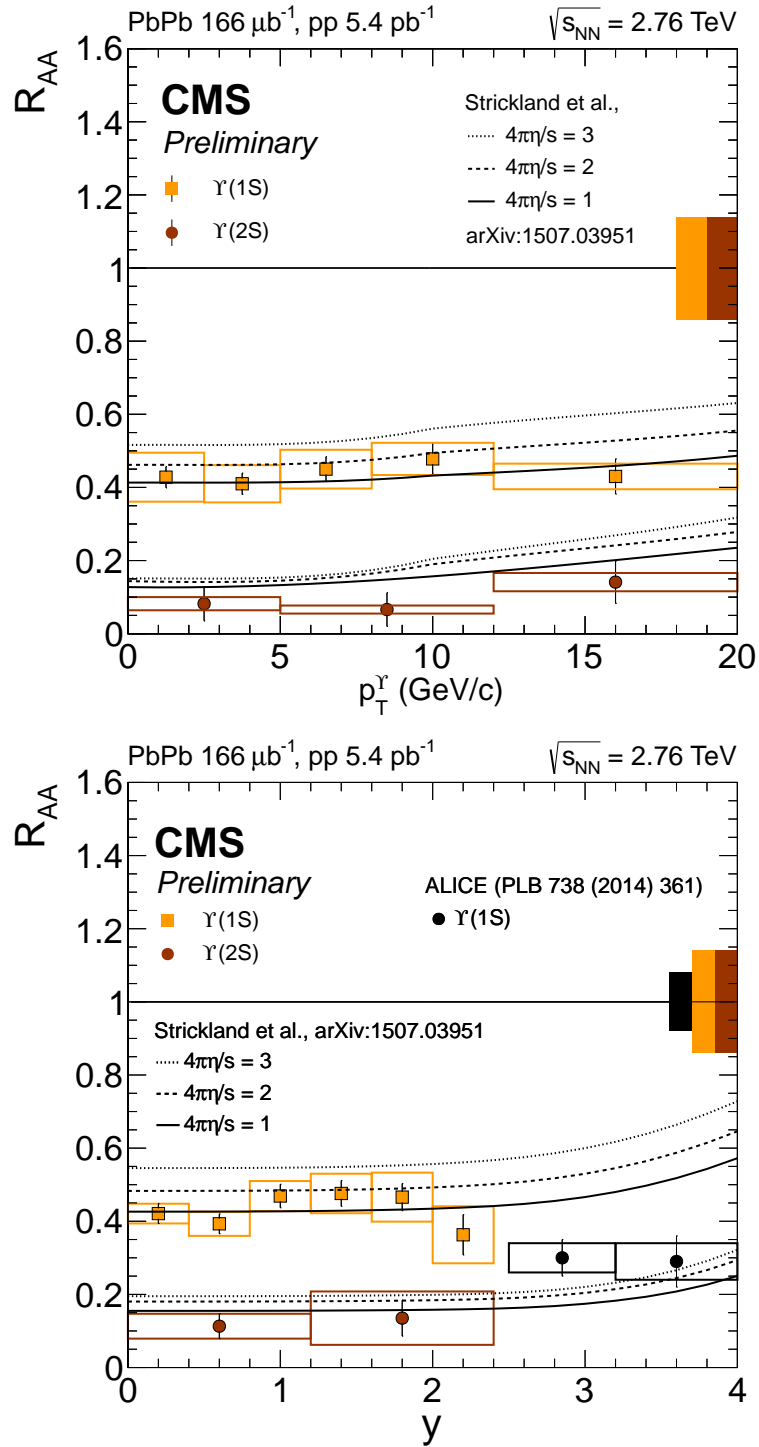 PbPb 166 μb⁻¹, pp 5.4 pb⁻¹ √s_NN = 2.76 TeV
R_AA
1.6
1.4
1.2
1
0.8
0.6
0.4
0.2
0
CMS
Preliminary
ϒ(1S)
ϒ(2S)
Strickland et al.,
4πη/s = 3
4πη/s = 2
4πη/s = 1
arXiv:1507.03951
0 5 10 15 20
p_T^ϒ (GeV/c)
PbPb 166 μb⁻¹, pp 5.4 pb⁻¹ √s_NN = 2.76 TeV
R_AA
1.6
1.4
1.2
1
0.8
0.6
0.4
0.2
0
CMS
Preliminary
ϒ(1S)
ϒ(2S)
ALICE (PLB 738 (2014) 361)
ϒ(1S)
Strickland et al., arXiv:1507.03951
4πη/s = 3
4πη/s = 2
4πη/s = 1
0 1 2 3 4
y